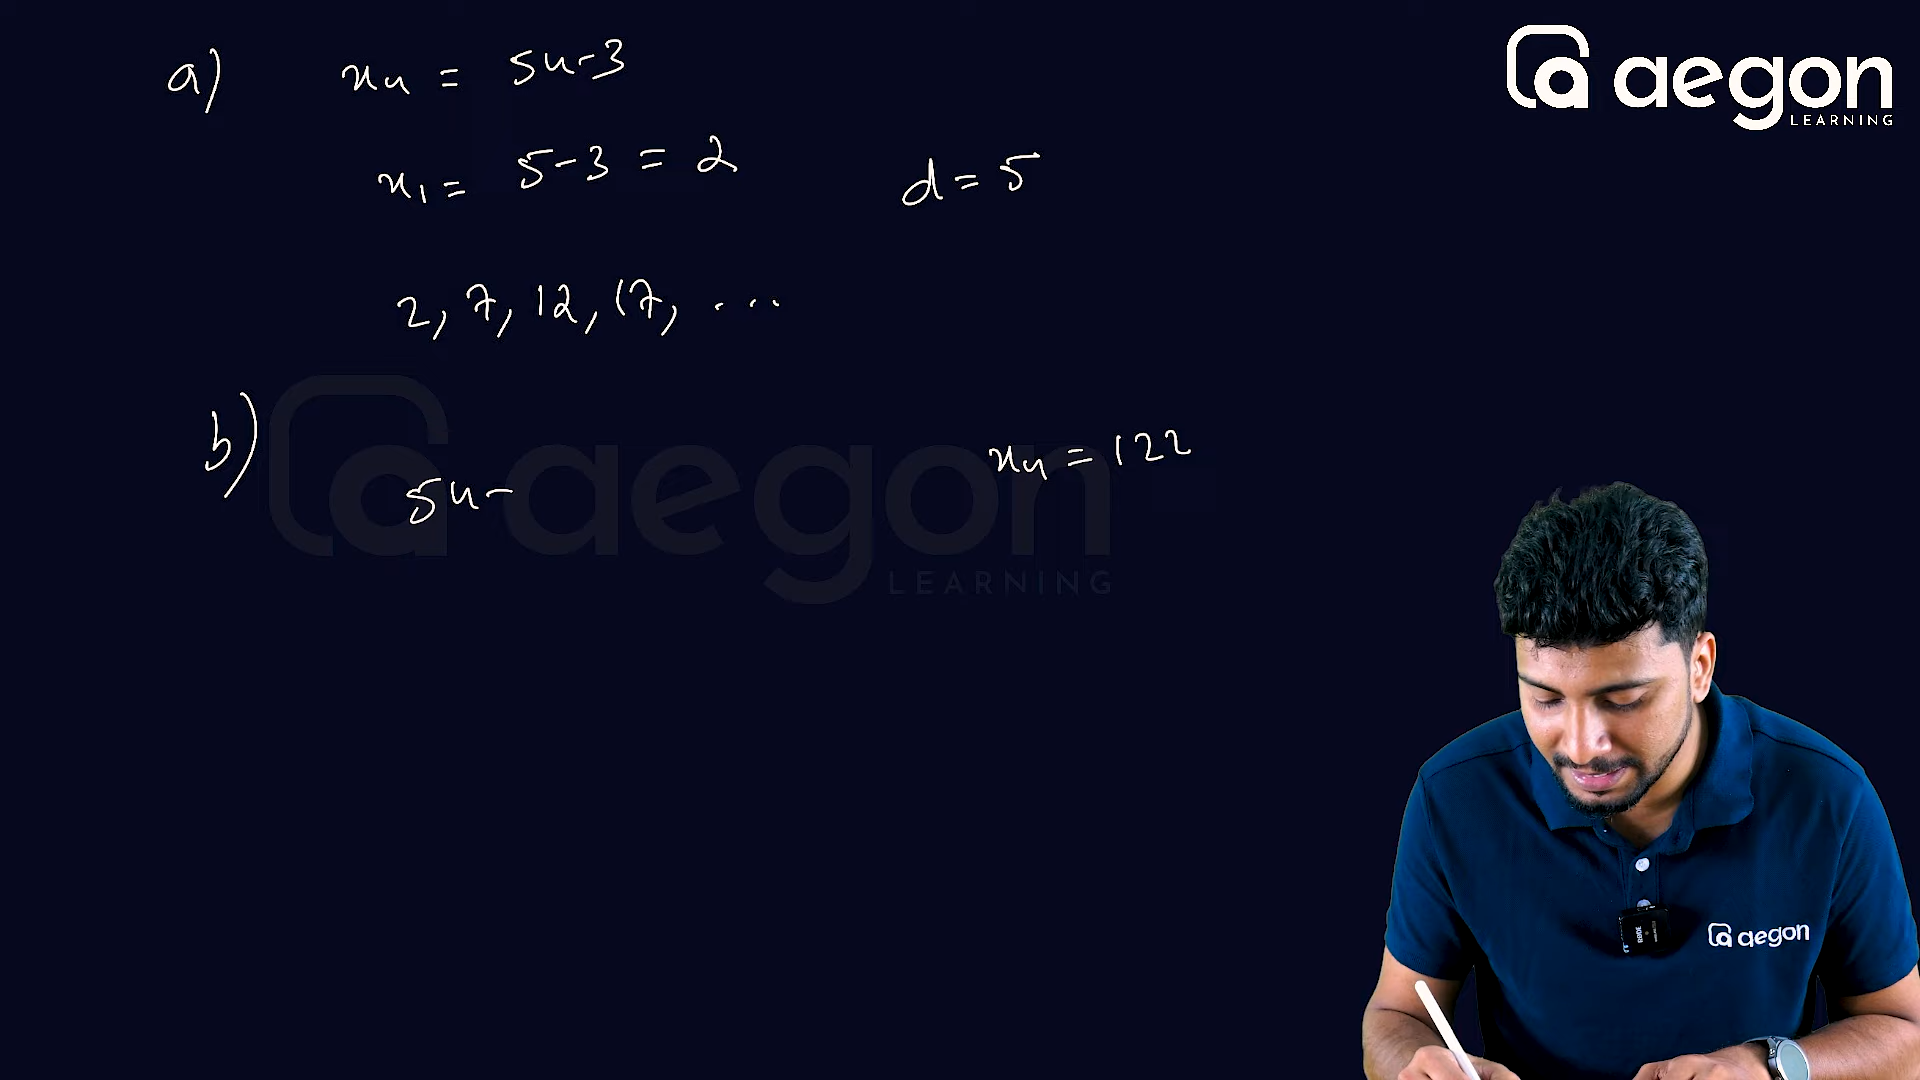 a) xn = 5n-3
x1 = 5-3 = 2 d = 5
2, 7, 12, 17, ...
b) xn = 122
5n-
aegon
LEARNING
aegon
LEARNING
aegon